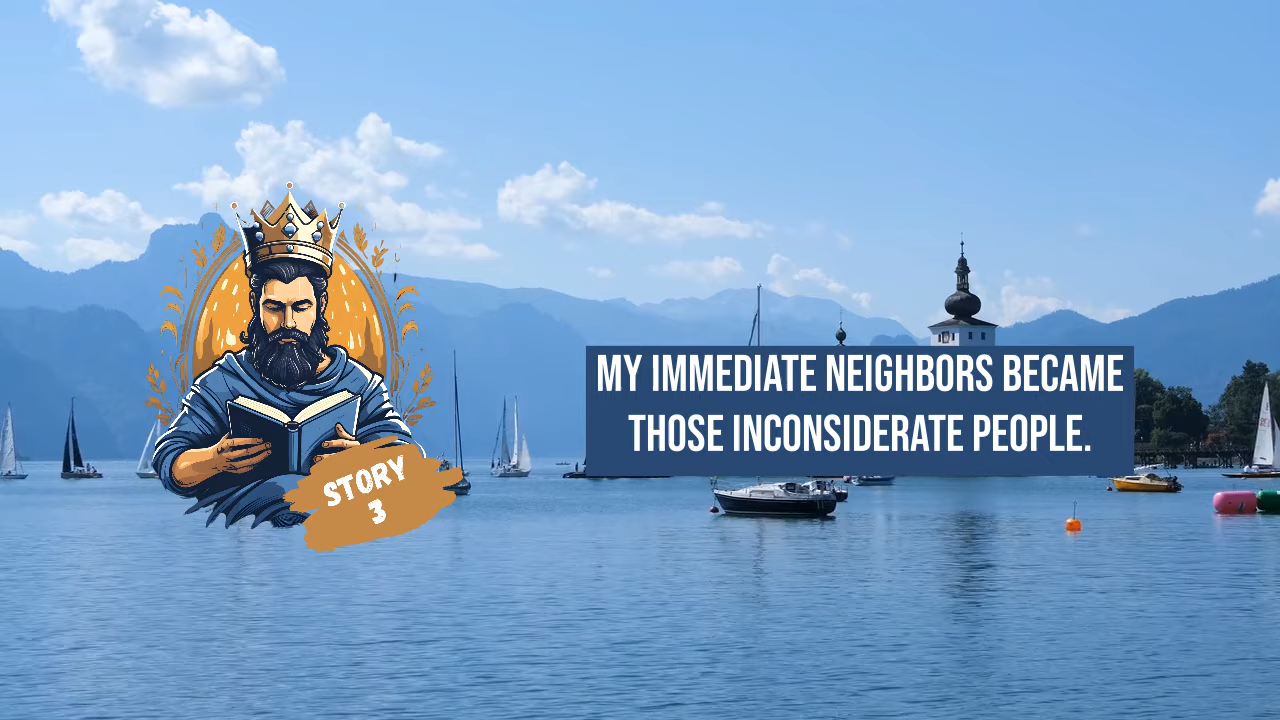 MY IMMEDIATE NEIGHBORS BECAME
THOSE INCONSIDERATE PEOPLE.
STORY
3